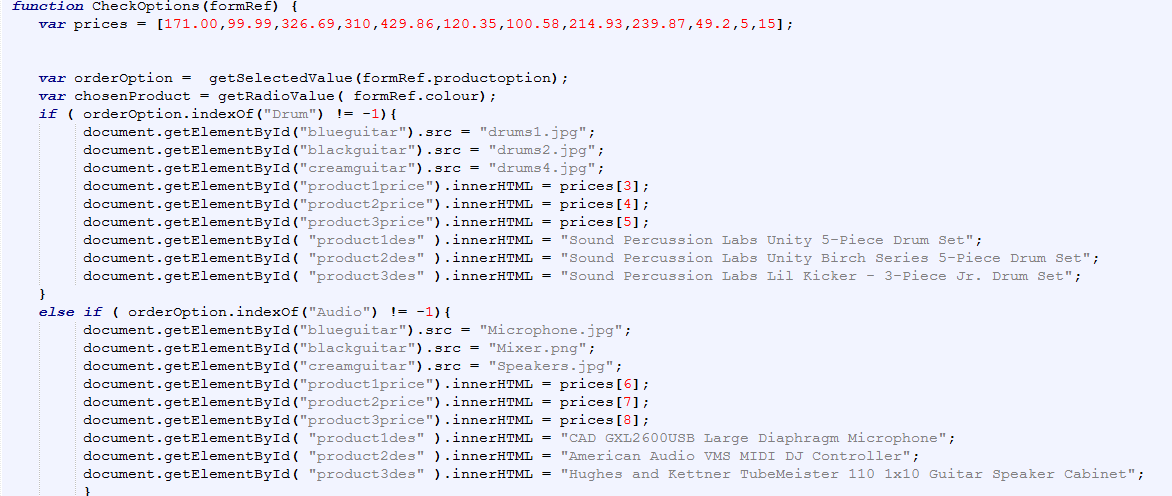 function CheckOptions(formRef) {
var prices = [171.00,99.99,326.69,310,429.86,120.35,100.58,214.93,239.87,49.2,5,15];
var orderOption =  getSelectedValue(formRef.productoption);
var chosenProduct = getRadioValue( formRef.colour);
if ( orderOption.indexOf("Drum") != -1){
document.getElementById("blueguitar").src = "drums1.jpg";
document.getElementById("blackguitar").src = "drums2.jpg";
document.getElementById("creamguitar").src = "drums4.jpg";
document.getElementById("product1price").innerHTML = prices[3];
document.getElementById("product2price").innerHTML = prices[4];
document.getElementById("product3price").innerHTML = prices[5];
document.getElementById( "product1des" ).innerHTML = "Sound Percussion Labs Unity 5-Piece Drum Set";
document.getElementById( "product2des" ).innerHTML = "Sound Percussion Labs Unity Birch Series 5-Piece Drum Set";
document.getElementById( "product3des" ).innerHTML = "Sound Percussion Labs Lil Kicker - 3-Piece Jr. Drum Set";
}
else if ( orderOption.indexOf("Audio") != -1){
document.getElementById("blueguitar").src = "Microphone.jpg";
document.getElementById("blackguitar").src = "Mixer.png";
document.getElementById("creamguitar").src = "Speakers.jpg";
document.getElementById("product1price").innerHTML = prices[6];
document.getElementById("product2price").innerHTML = prices[7];
document.getElementById("product3price").innerHTML = prices[8];
document.getElementById( "product1des" ).innerHTML = "CAD GXL2600USB Large Diaphragm Microphone";
document.getElementById( "product2des" ).innerHTML = "American Audio VMS MIDI DJ Controller";
document.getElementById( "product3des" ).innerHTML = "Hughes and Kettner TubeMeister 110 1x10 Guitar Speaker Cabinet";
}